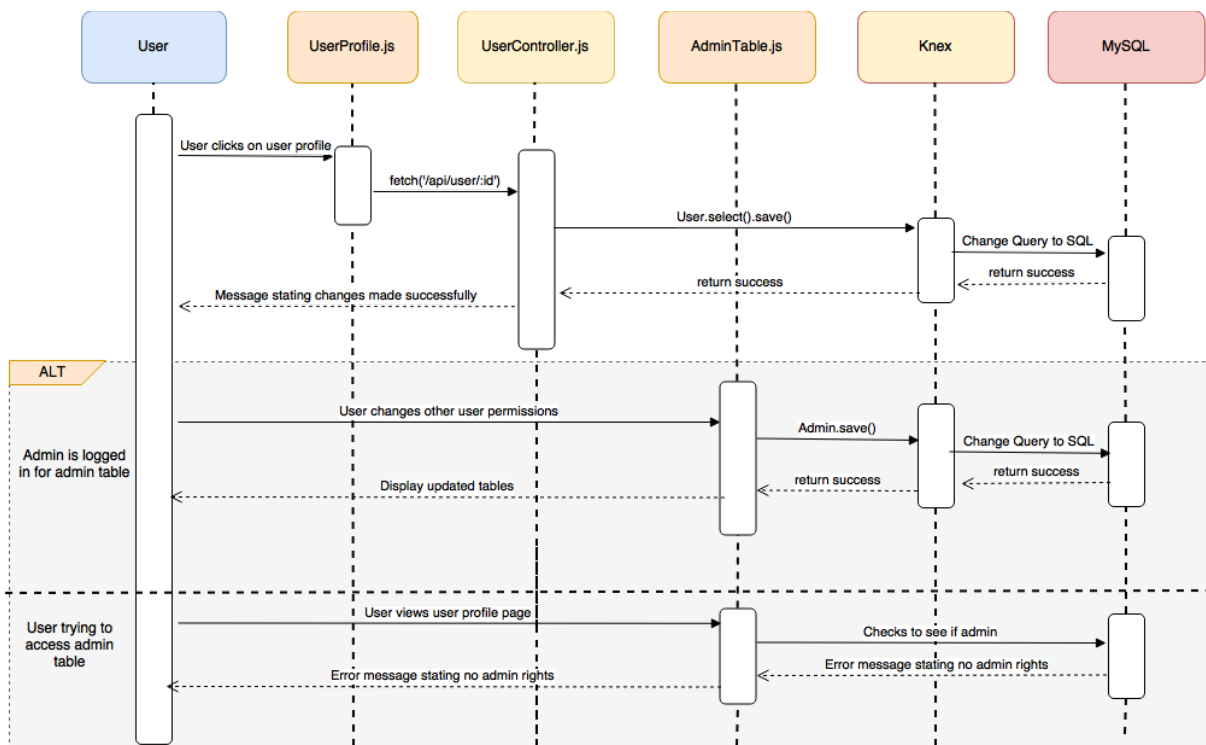 User
UserProfile.js
UserController.js
AdminTable.js
Knex
MySQL
User clicks on user profile
fetch('/api/user/:id')
User.select().save()
Change Query to SQL
return success
return success
Message stating changes made successfully
ALT
User changes other user permissions
Admin.save()
Change Query to SQL
Admin is logged
in for admin table
return success
return success
Display updated tables
User views user profile page
User trying to
access admin
table
Checks to see if admin
Error message stating no admin rights
Error message stating no admin rights